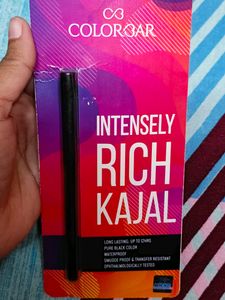 COLORBAR
INTENSELY
RICH
KAJAL
LONG LASTING, UP TO 12HRS
PURE BLACK COLOR
WATERPROOF
SMUDGE PROOF & TRANSFER RESISTANT
OPHTHALMOLOGICALLY TESTED